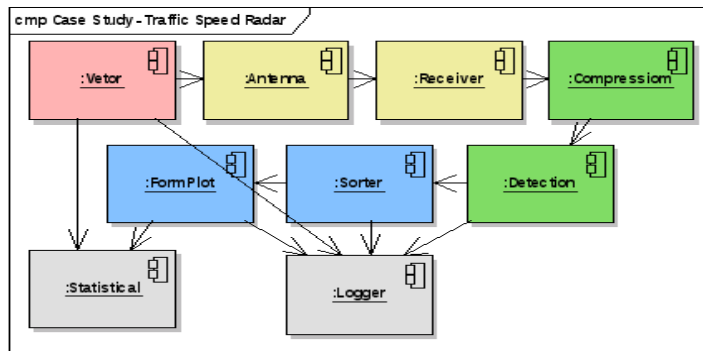 cmp Case Study - Traffic Speed Radar
:Vetor
:Antenna
:Receiver
:Compressiom
:FormPlot
:Sorter
:Detection
:Statistical
:Logger